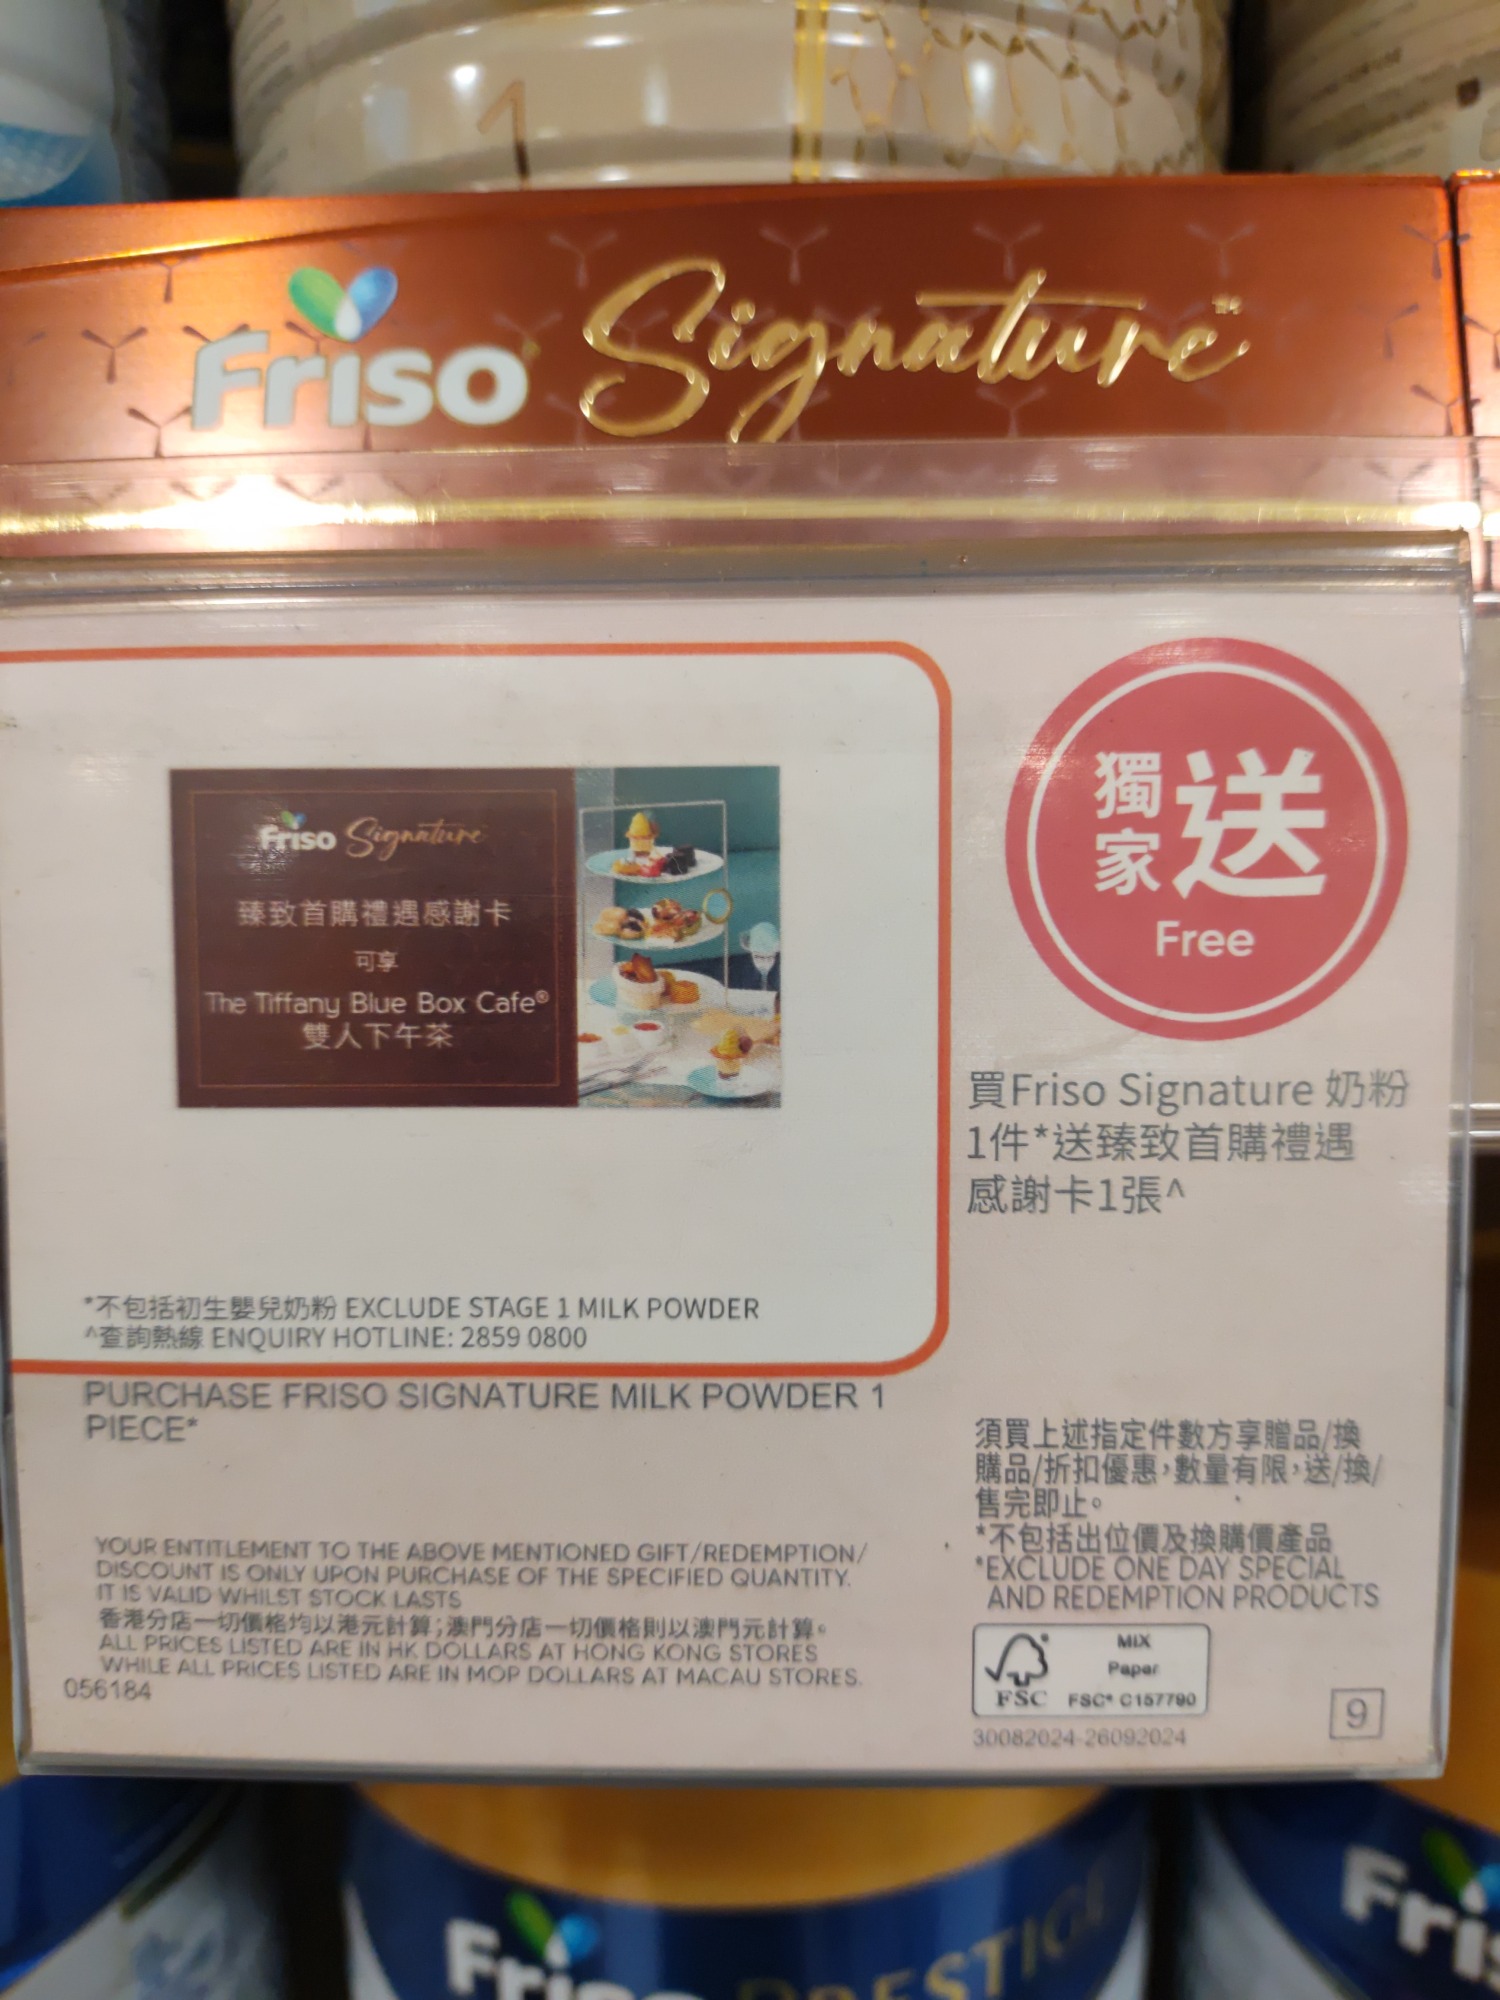 1
Friso Signature™
Friso Signature
臻致首購禮遇感謝卡
可享
The Tiffany Blue Box Cafe®
雙人下午茶
獨家送
Free
買Friso Signature 奶粉
1件*送臻致首購禮遇
感謝卡1張^
*不包括初生嬰兒奶粉 EXCLUDE STAGE 1 MILK POWDER
^查詢熱線 ENQUIRY HOTLINE: 2859 0800
PURCHASE FRISO SIGNATURE MILK POWDER 1
PIECE*
須買上述指定件數方享贈品/換
購品/折扣優惠，數量有限，送/換/
售完即止。
*不包括出位價及換購價產品
*EXCLUDE ONE DAY SPECIAL
AND REDEMPTION PRODUCTS
YOUR ENTITLEMENT TO THE ABOVE MENTIONED GIFT/REDEMPTION/
DISCOUNT IS ONLY UPON PURCHASE OF THE SPECIFIED QUANTITY.
IT IS VALID WHILST STOCK LASTS
香港分店一切價格均以港元計算；澳門分店一切價格則以澳門元計算。
ALL PRICES LISTED ARE IN HK DOLLARS AT HONG KONG STORES
WHILE ALL PRICES LISTED ARE IN MOP DOLLARS AT MACAU STORES.
056184
MIX
Paper
FSC FSC® C157790
30082024-26092024
9
Friso PRESTIGE
Fris